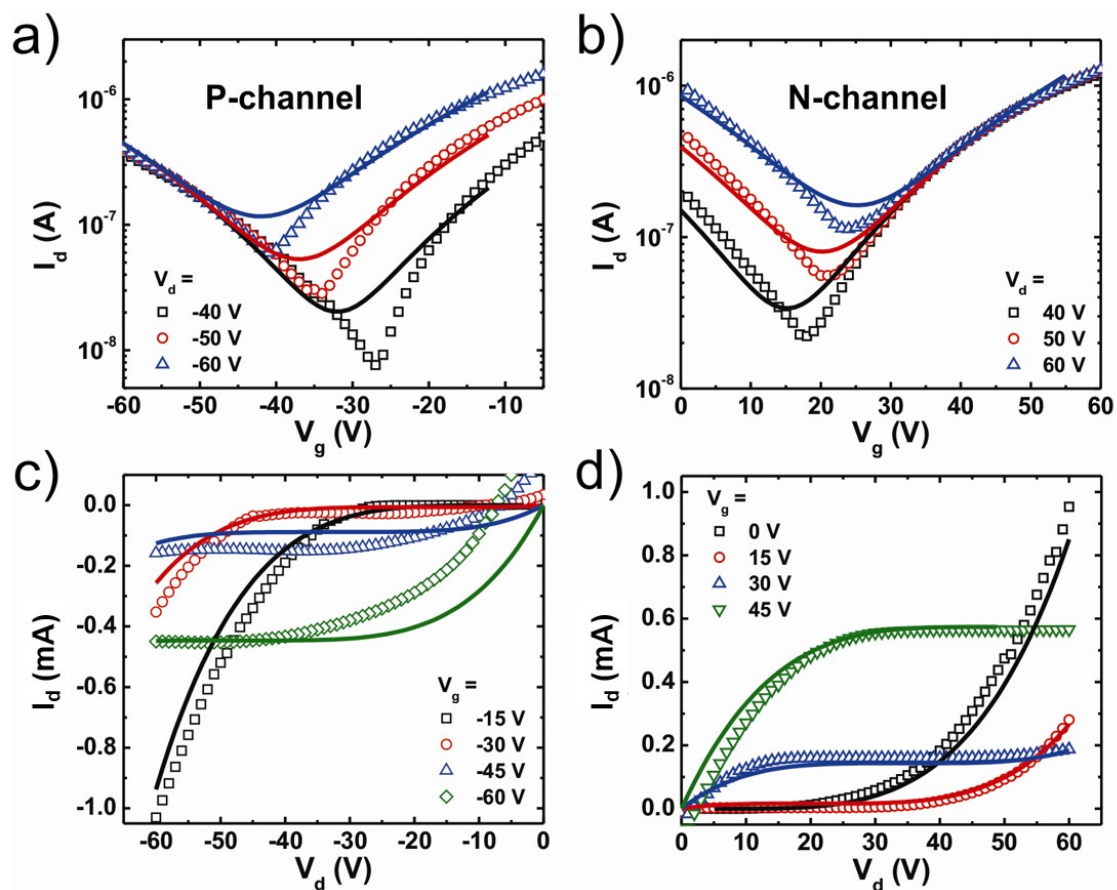 a)
P-channel
10⁻⁶
10⁻⁷
10⁻⁸
I_d (A)
V_d =
-40 V
-50 V
-60 V
-60 -50 -40 -30 -20 -10
V_g (V)
b)
N-channel
10⁻⁶
10⁻⁷
10⁻⁸
I_d (A)
V_d =
40 V
50 V
60 V
0 10 20 30 40 50 60
V_g (V)
c)
0.0
-0.2
-0.4
-0.6
-0.8
-1.0
I_d (mA)
V_g =
-15 V
-30 V
-45 V
-60 V
-60 -50 -40 -30 -20 -10 0
V_d (V)
d)
1.0
0.8
0.6
0.4
0.2
0.0
I_d (mA)
V_g =
0 V
15 V
30 V
45 V
0 10 20 30 40 50 60
V_d (V)